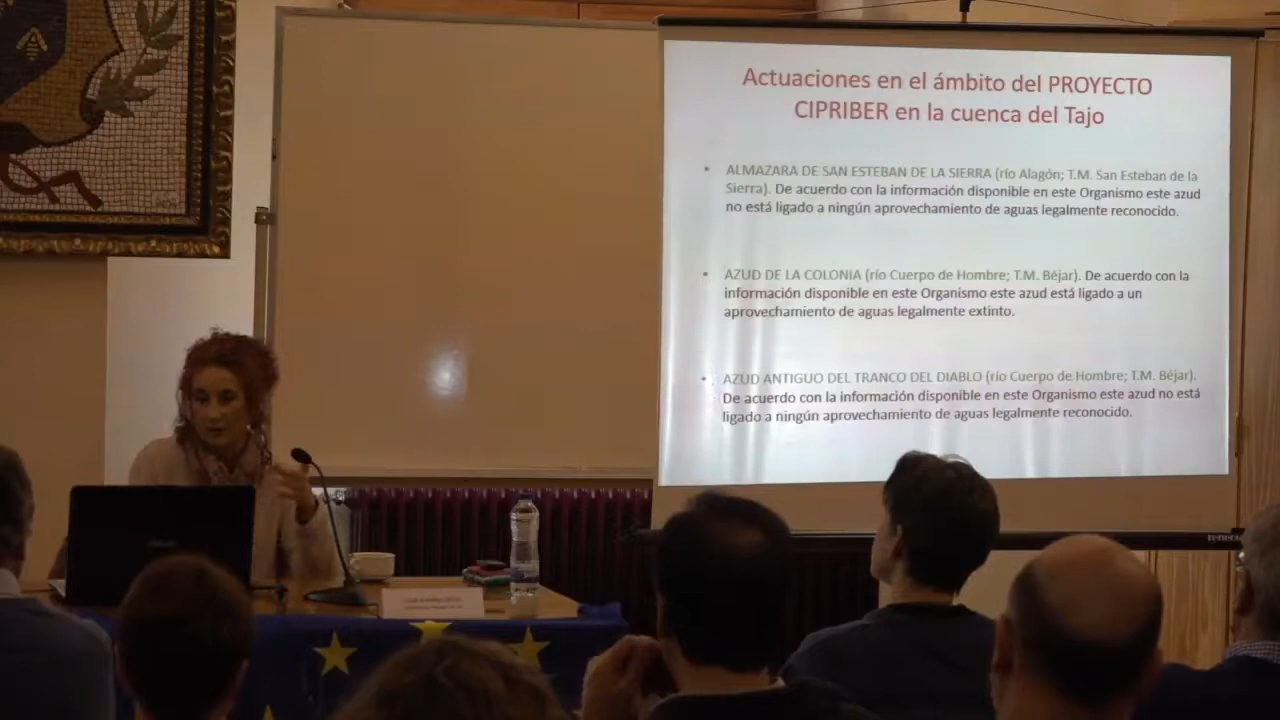 Actuaciones en el ámbito del PROYECTO
CIPRIBER en la cuenca del Tajo
• ALMAZARA DE SAN ESTEBAN DE LA SIERRA (río Alagón; T.M. San Esteban de la
Sierra). De acuerdo con la información disponible en este Organismo este azud
no está ligado a ningún aprovechamiento de aguas legalmente reconocido.
• AZUD DE LA COLONIA (río Cuerpo de Hombre; T.M. Béjar). De acuerdo con la
información disponible en este Organismo este azud está ligado a un
aprovechamiento de aguas legalmente extinto.
• AZUD ANTIGUO DEL TRANCO DEL DIABLO (río Cuerpo de Hombre; T.M. Béjar).
De acuerdo con la información disponible en este Organismo este azud no está
ligado a ningún aprovechamiento de aguas legalmente reconocido.